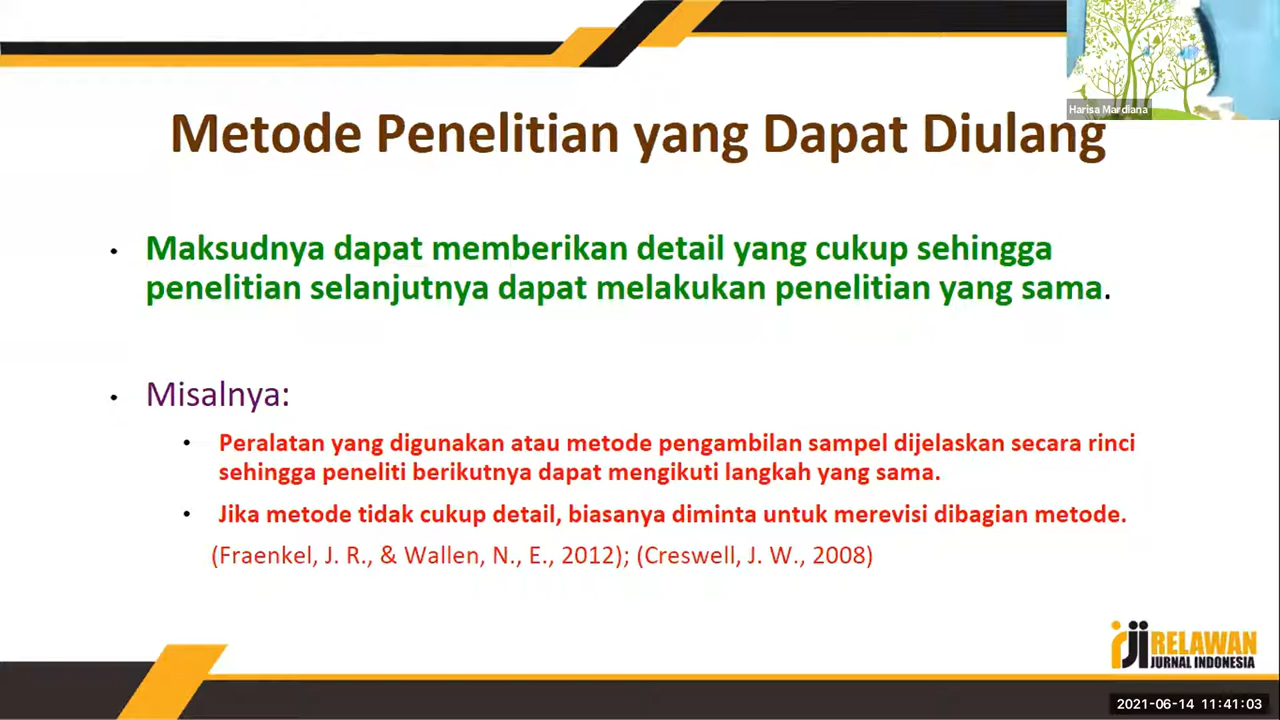 Harisa Mardiana
Metode Penelitian yang Dapat Diulang
• Maksudnya dapat memberikan detail yang cukup sehingga
penelitian selanjutnya dapat melakukan penelitian yang sama.
• Misalnya:
• Peralatan yang digunakan atau metode pengambilan sampel dijelaskan secara rinci
sehingga peneliti berikutnya dapat mengikuti langkah yang sama.
• Jika metode tidak cukup detail, biasanya diminta untuk merevisi dibagian metode.
(Fraenkel, J. R., & Wallen, N., E., 2012); (Creswell, J. W., 2008)
rji RELAWAN
JURNAL INDONESIA
2021-06-14 11:41:03